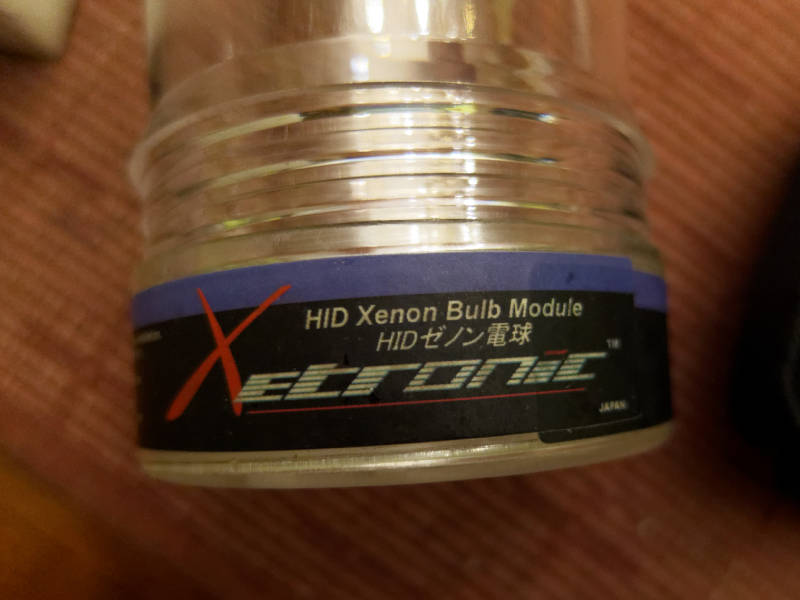 HID Xenon Bulb Module
HIDゼノン電球
Xetronic™
JAPAN